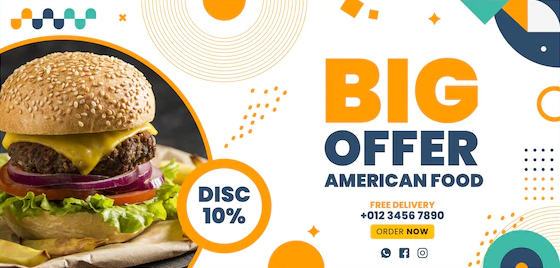 DISC
10%
BIG
OFFER
AMERICAN FOOD
FREE DELIVERY
+012 3456 7890
ORDER NOW